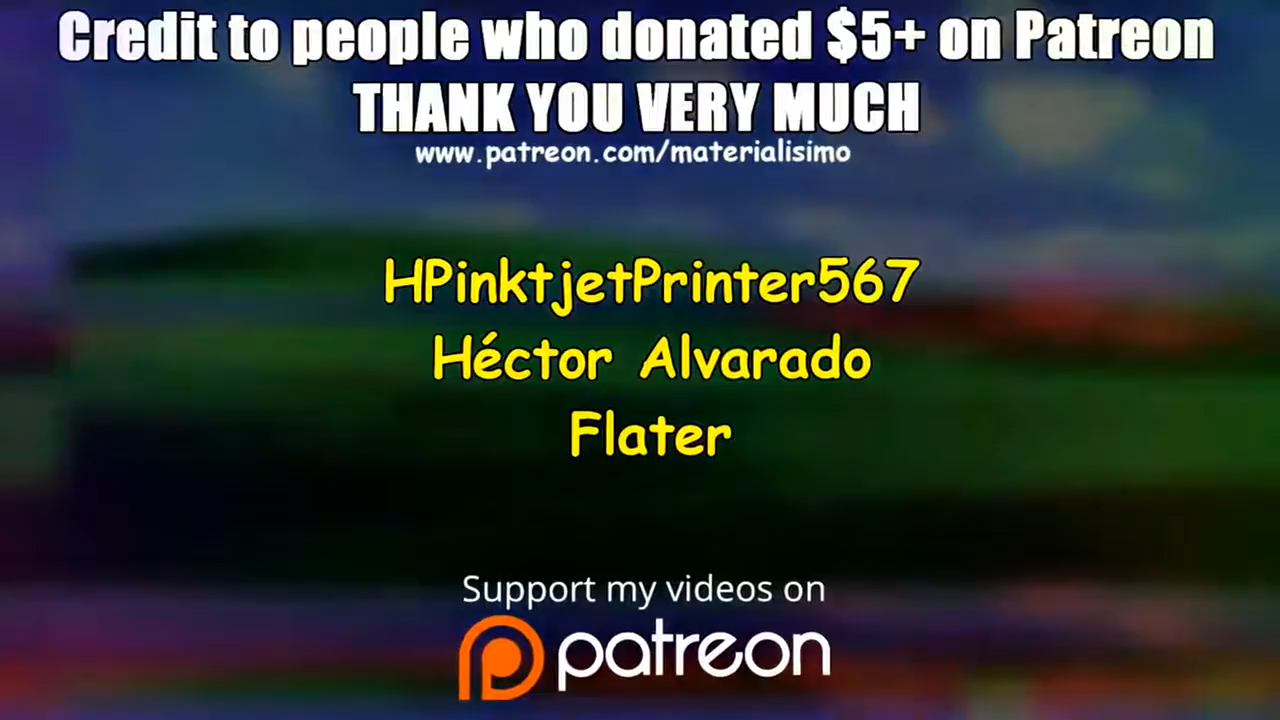 Credit to people who donated $5+ on Patreon
THANK YOU VERY MUCH
www.patreon.com/materialisimo
HPinktjetPrinter567
Héctor Alvarado
Flater
Support my videos on
patreon